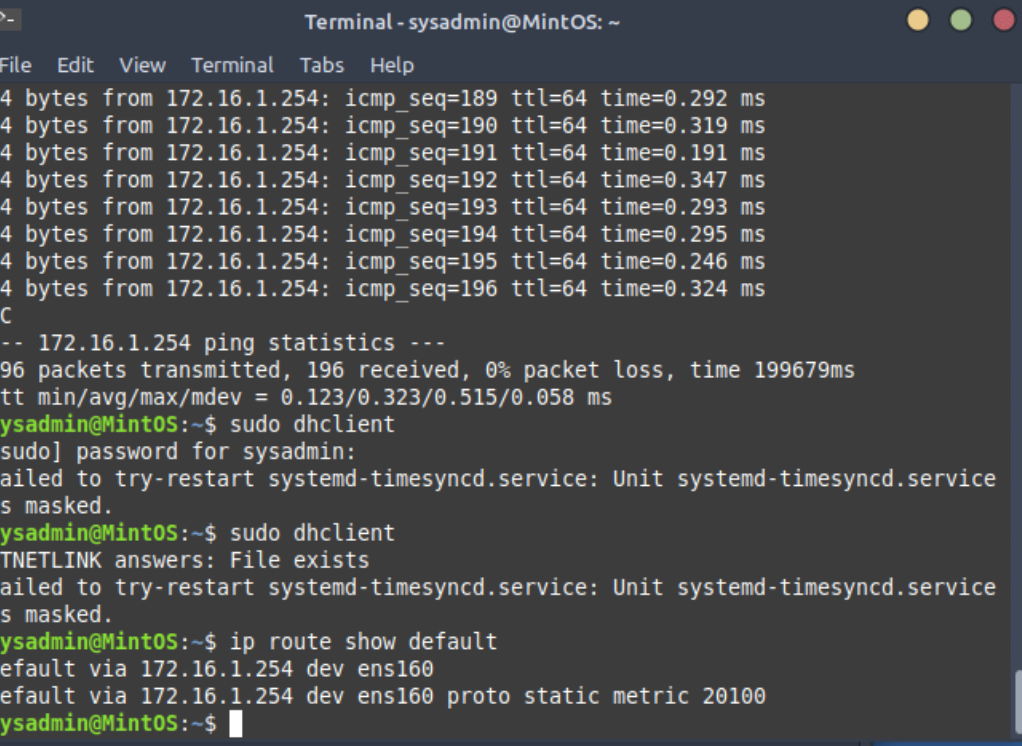 Terminal - sysadmin@MintOS: ~
File Edit View Terminal Tabs Help
4 bytes from 172.16.1.254: icmp_seq=189 ttl=64 time=0.292 ms
4 bytes from 172.16.1.254: icmp_seq=190 ttl=64 time=0.319 ms
4 bytes from 172.16.1.254: icmp_seq=191 ttl=64 time=0.191 ms
4 bytes from 172.16.1.254: icmp_seq=192 ttl=64 time=0.347 ms
4 bytes from 172.16.1.254: icmp_seq=193 ttl=64 time=0.293 ms
4 bytes from 172.16.1.254: icmp_seq=194 ttl=64 time=0.295 ms
4 bytes from 172.16.1.254: icmp_seq=195 ttl=64 time=0.246 ms
4 bytes from 172.16.1.254: icmp_seq=196 ttl=64 time=0.324 ms
C
-- 172.16.1.254 ping statistics ---
96 packets transmitted, 196 received, 0% packet loss, time 199679ms
tt min/avg/max/mdev = 0.123/0.323/0.515/0.058 ms
ysadmin@MintOS:~$ sudo dhclient
sudo] password for sysadmin:
ailed to try-restart systemd-timesyncd.service: Unit systemd-timesyncd.service
s masked.
ysadmin@MintOS:~$ sudo dhclient
TNETLINK answers: File exists
ailed to try-restart systemd-timesyncd.service: Unit systemd-timesyncd.service
s masked.
ysadmin@MintOS:~$ ip route show default
efault via 172.16.1.254 dev ens160
efault via 172.16.1.254 dev ens160 proto static metric 20100
ysadmin@MintOS:~$